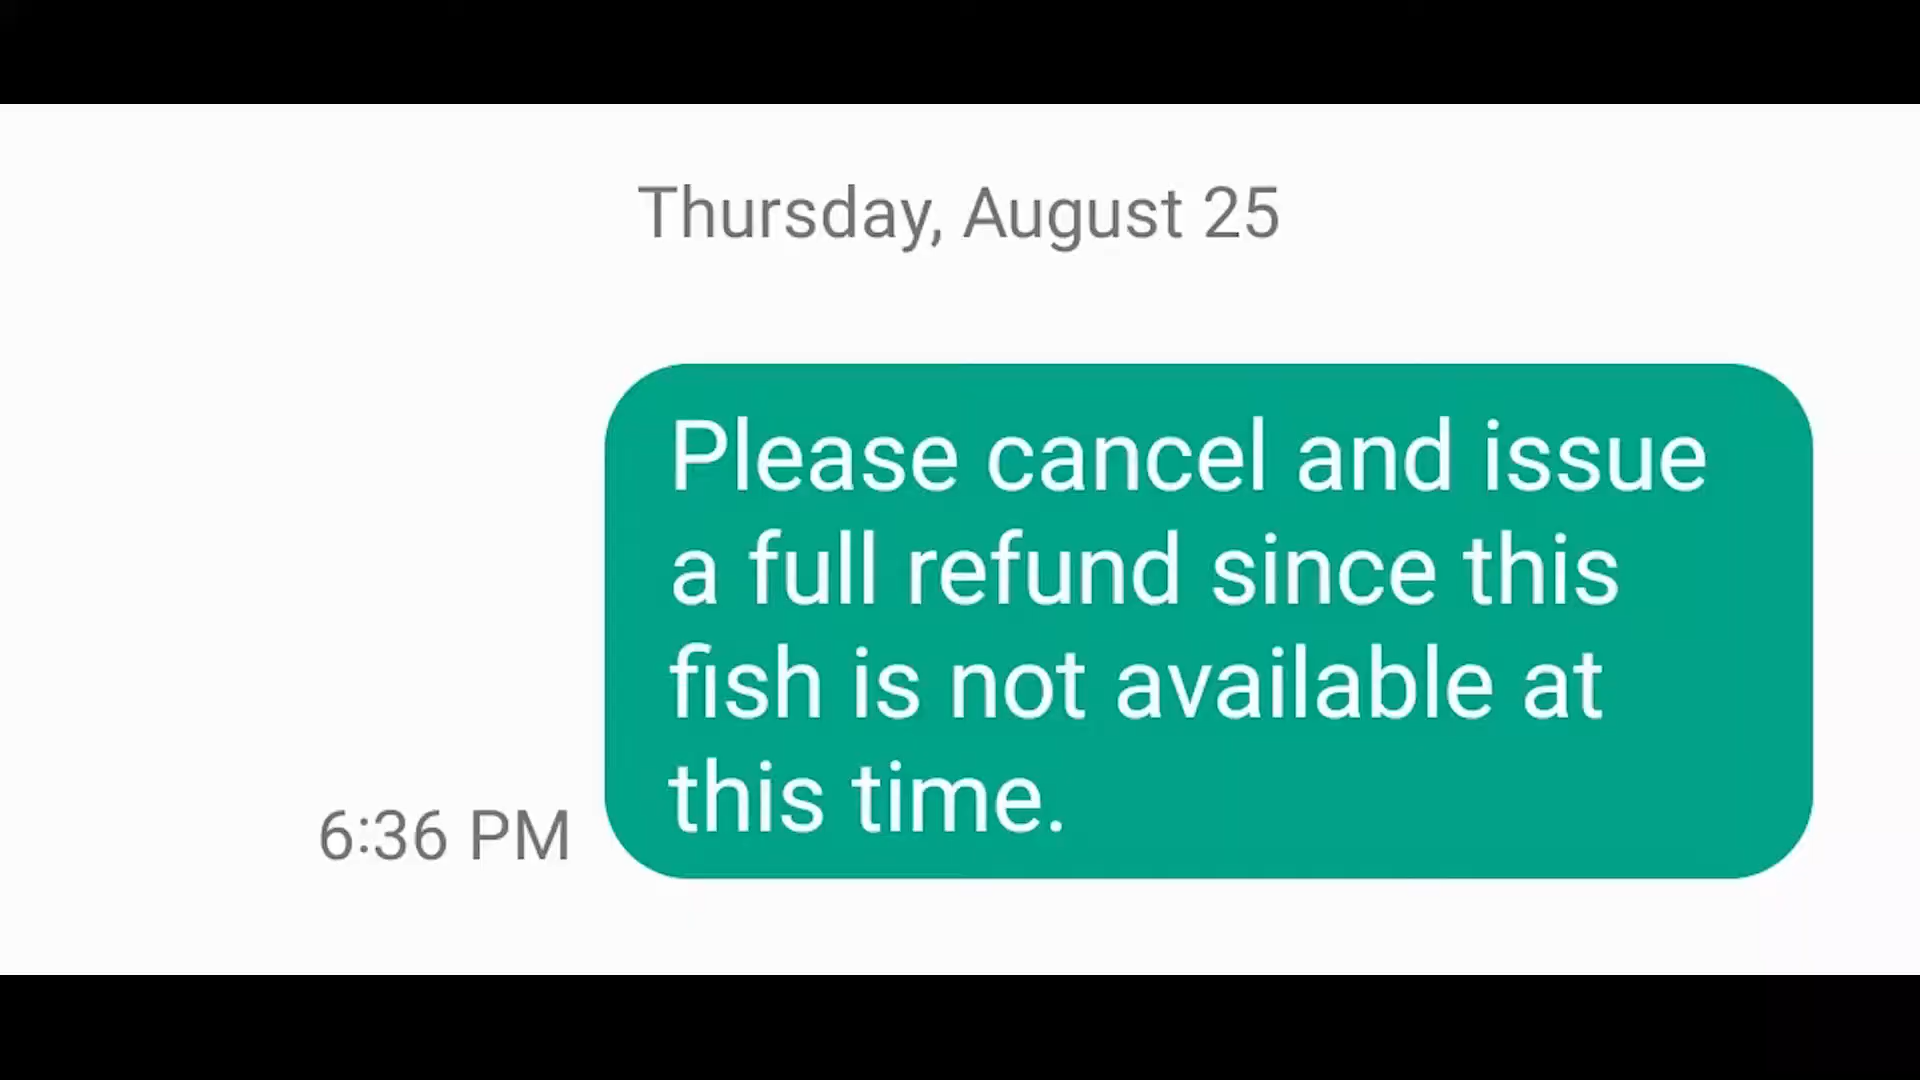 Thursday, August 25
Please cancel and issue
a full refund since this
fish is not available at
this time.
6:36 PM